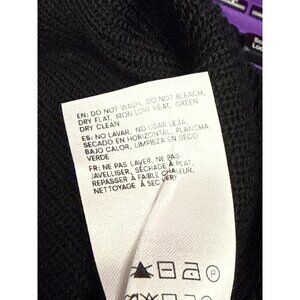 EN: DO NOT WASH, DO NOT BLEACH,
DRY FLAT, IRON LOW HEAT, GREEN
DRY CLEAN
ES: NO LAVAR, NO USAR LEJIA,
SECADO EN HORIZONTAL, PLANCHA
BAJO CALOR, LIMPIEZA EN SECO
VERDE
FR: NE PAS LAVER, NE PAS
JAVELLISER, SÉCHAGE À PLAT,
REPASSER À FAIBLE CHALEUR,
NETTOYAGE À SEC VERT
P